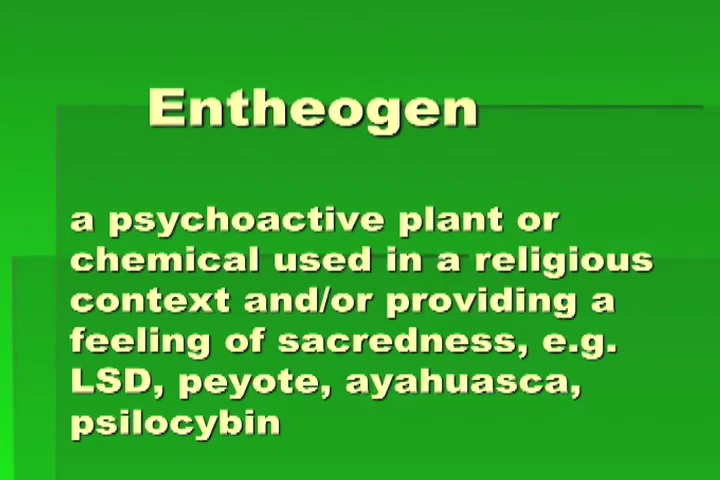 Entheogen
a psychoactive plant or
chemical used in a religious
context and/or providing a
feeling of sacredness, e.g.
LSD, peyote, ayahuasca,
psilocybin